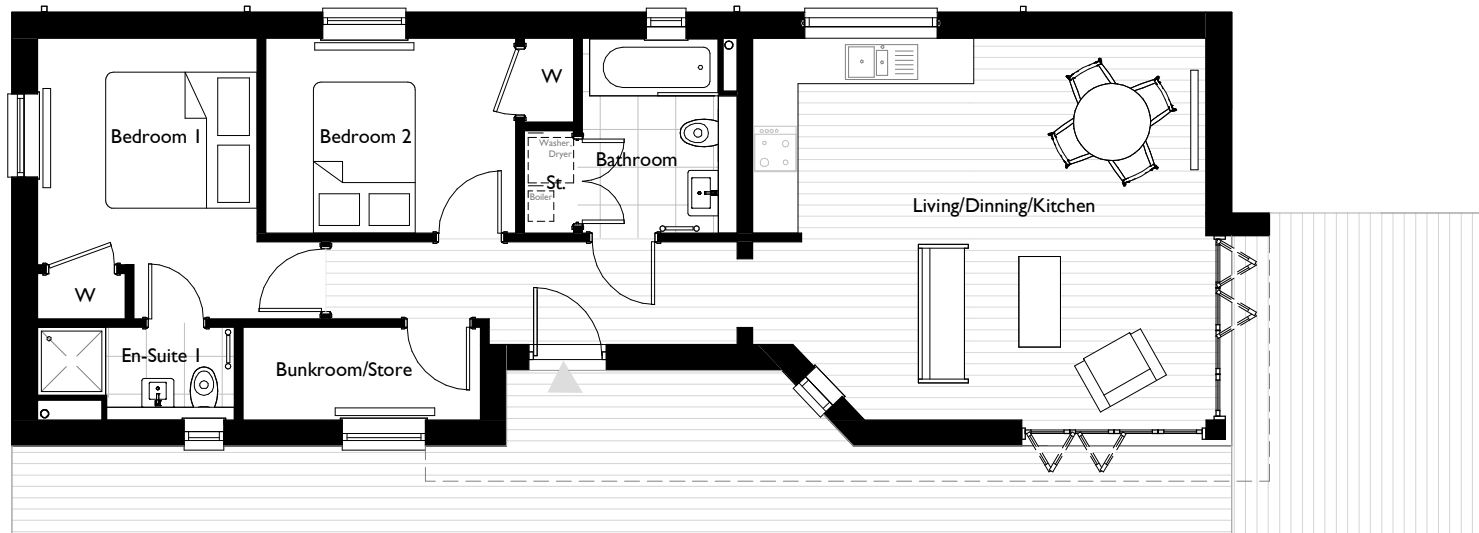 W
Bedroom 1
Bedroom 2
Washer,
Dryer
Bathroom
St.
Boiler
Living/Dinning/Kitchen
W
En-Suite 1
Bunkroom/Store